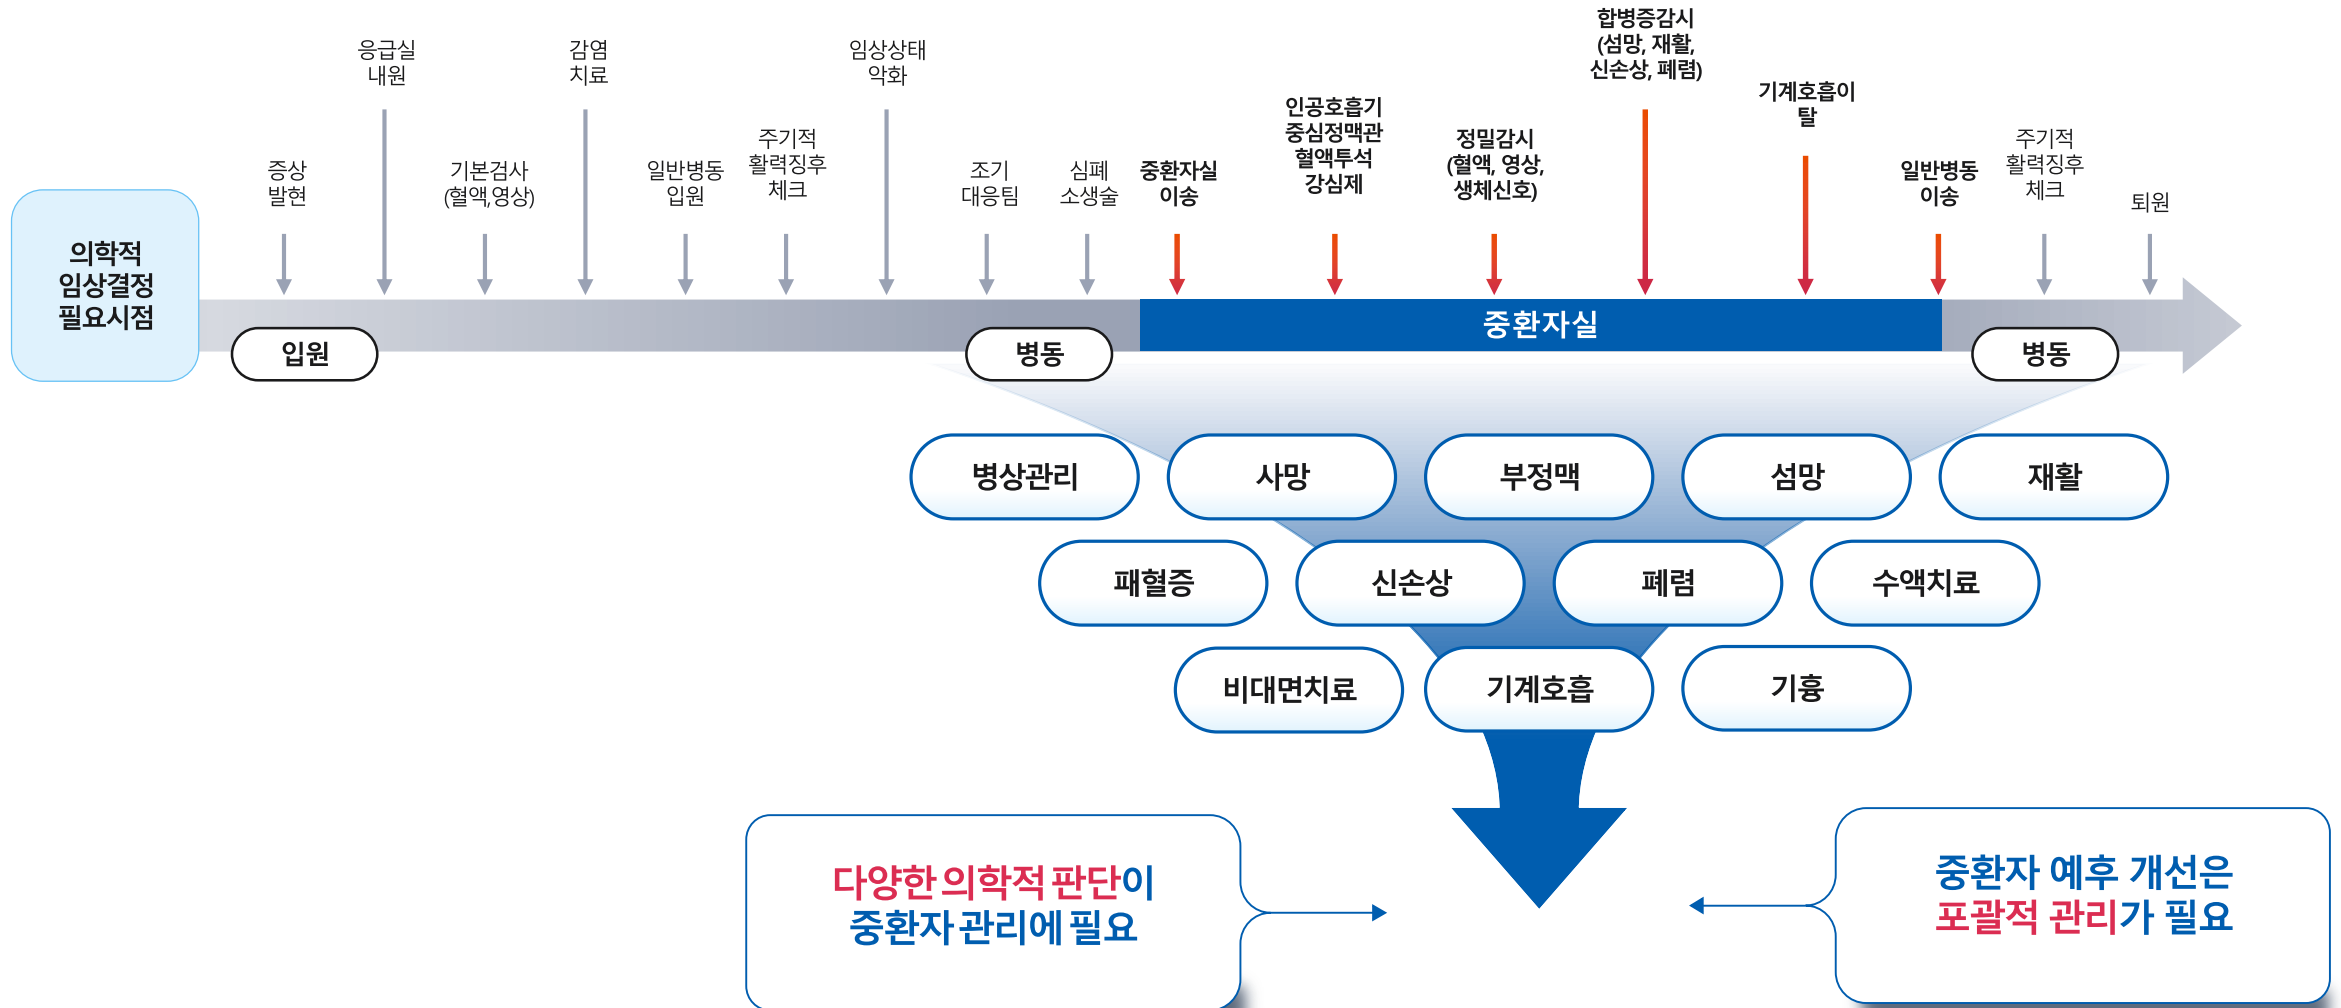 의학적
임상결정
필요시점
증상
발현
응급실
내원
기본검사
(혈액,영상)
감염
치료
일반병동
입원
주기적
활력징후
체크
임상상태
악화
조기
대응팀
심폐
소생술
중환자실
이송
인공호흡기
중심정맥관
혈액투석
강심제
정밀감시
(혈액, 영상,
생체신호)
합병증감시
(섬망, 재활,
신손상, 폐렴)
기계호흡이
탈
일반병동
이송
주기적
활력징후
체크
퇴원
중환자실
입원
병동
병동
병상관리
사망
부정맥
섬망
재활
패혈증
신손상
폐렴
수액치료
비대면치료
기계호흡
기흉
다양한 의학적 판단이
중환자 관리에 필요
중환자 예후 개선은
포괄적 관리가 필요